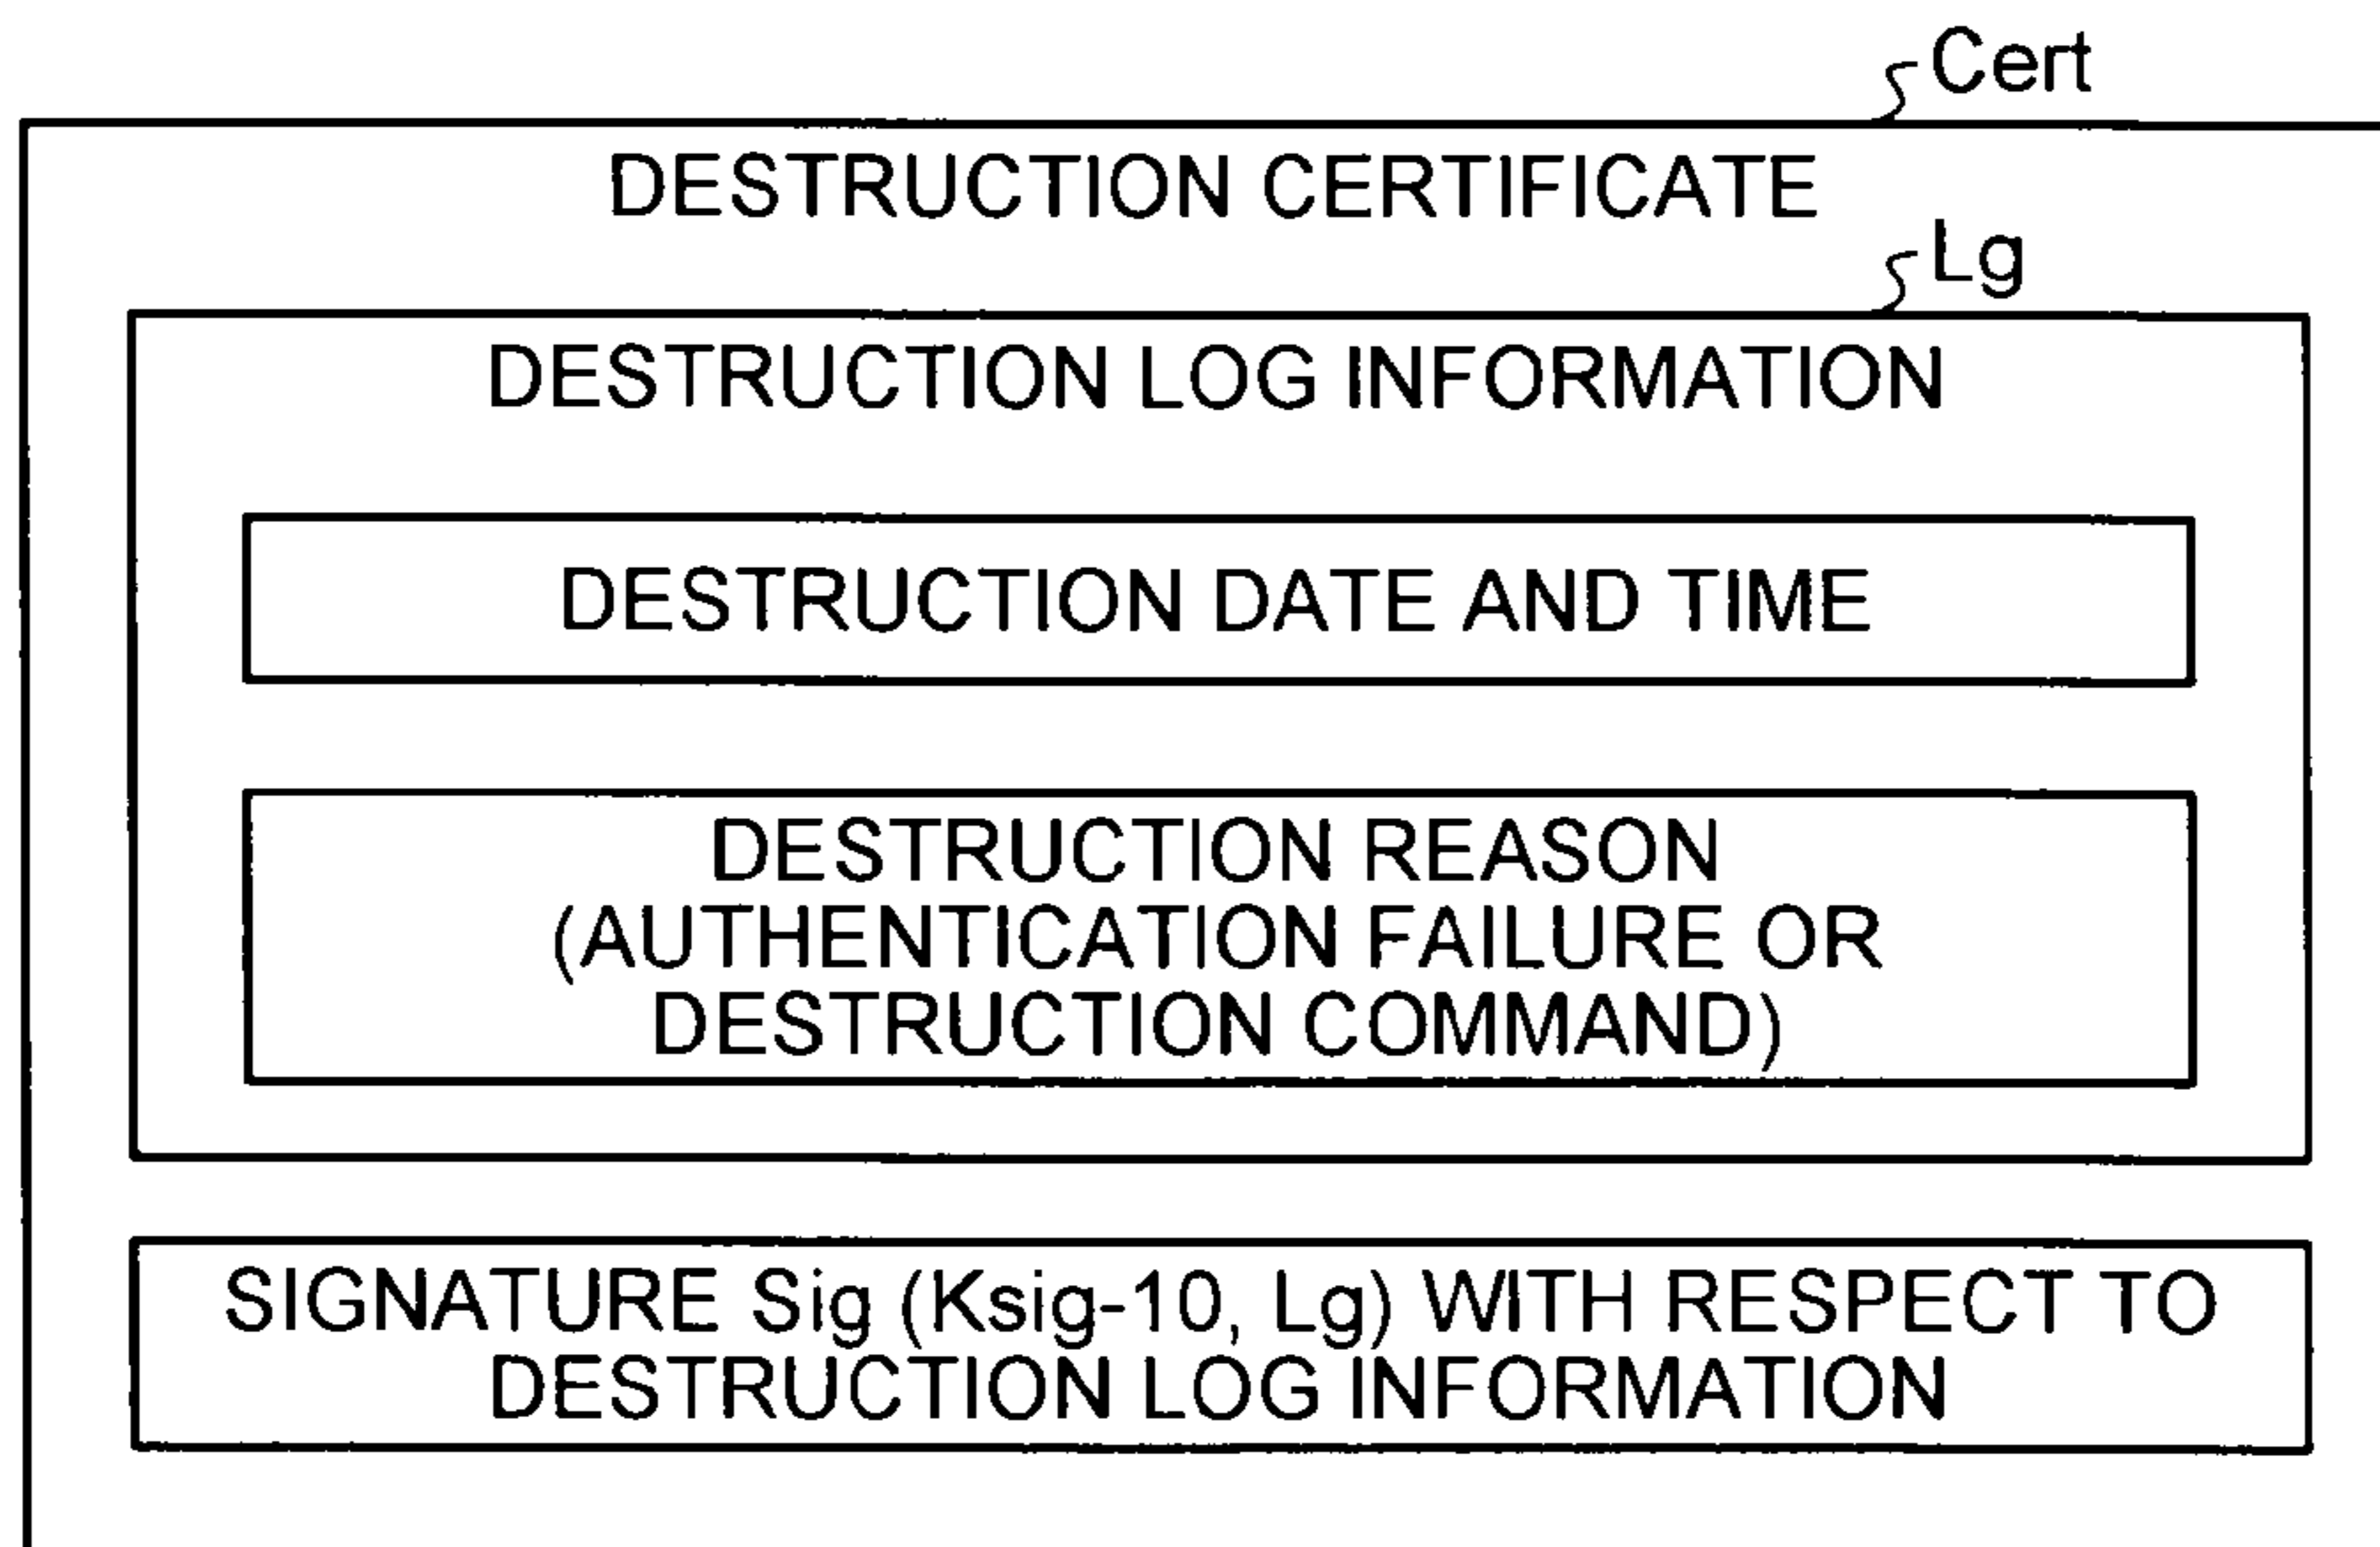 Cert
DESTRUCTION CERTIFICATE
Lg
DESTRUCTION LOG INFORMATION
DESTRUCTION DATE AND TIME
DESTRUCTION REASON
(AUTHENTICATION FAILURE OR
DESTRUCTION COMMAND)
SIGNATURE Sig (Ksig-10, Lg) WITH RESPECT TO
DESTRUCTION LOG INFORMATION